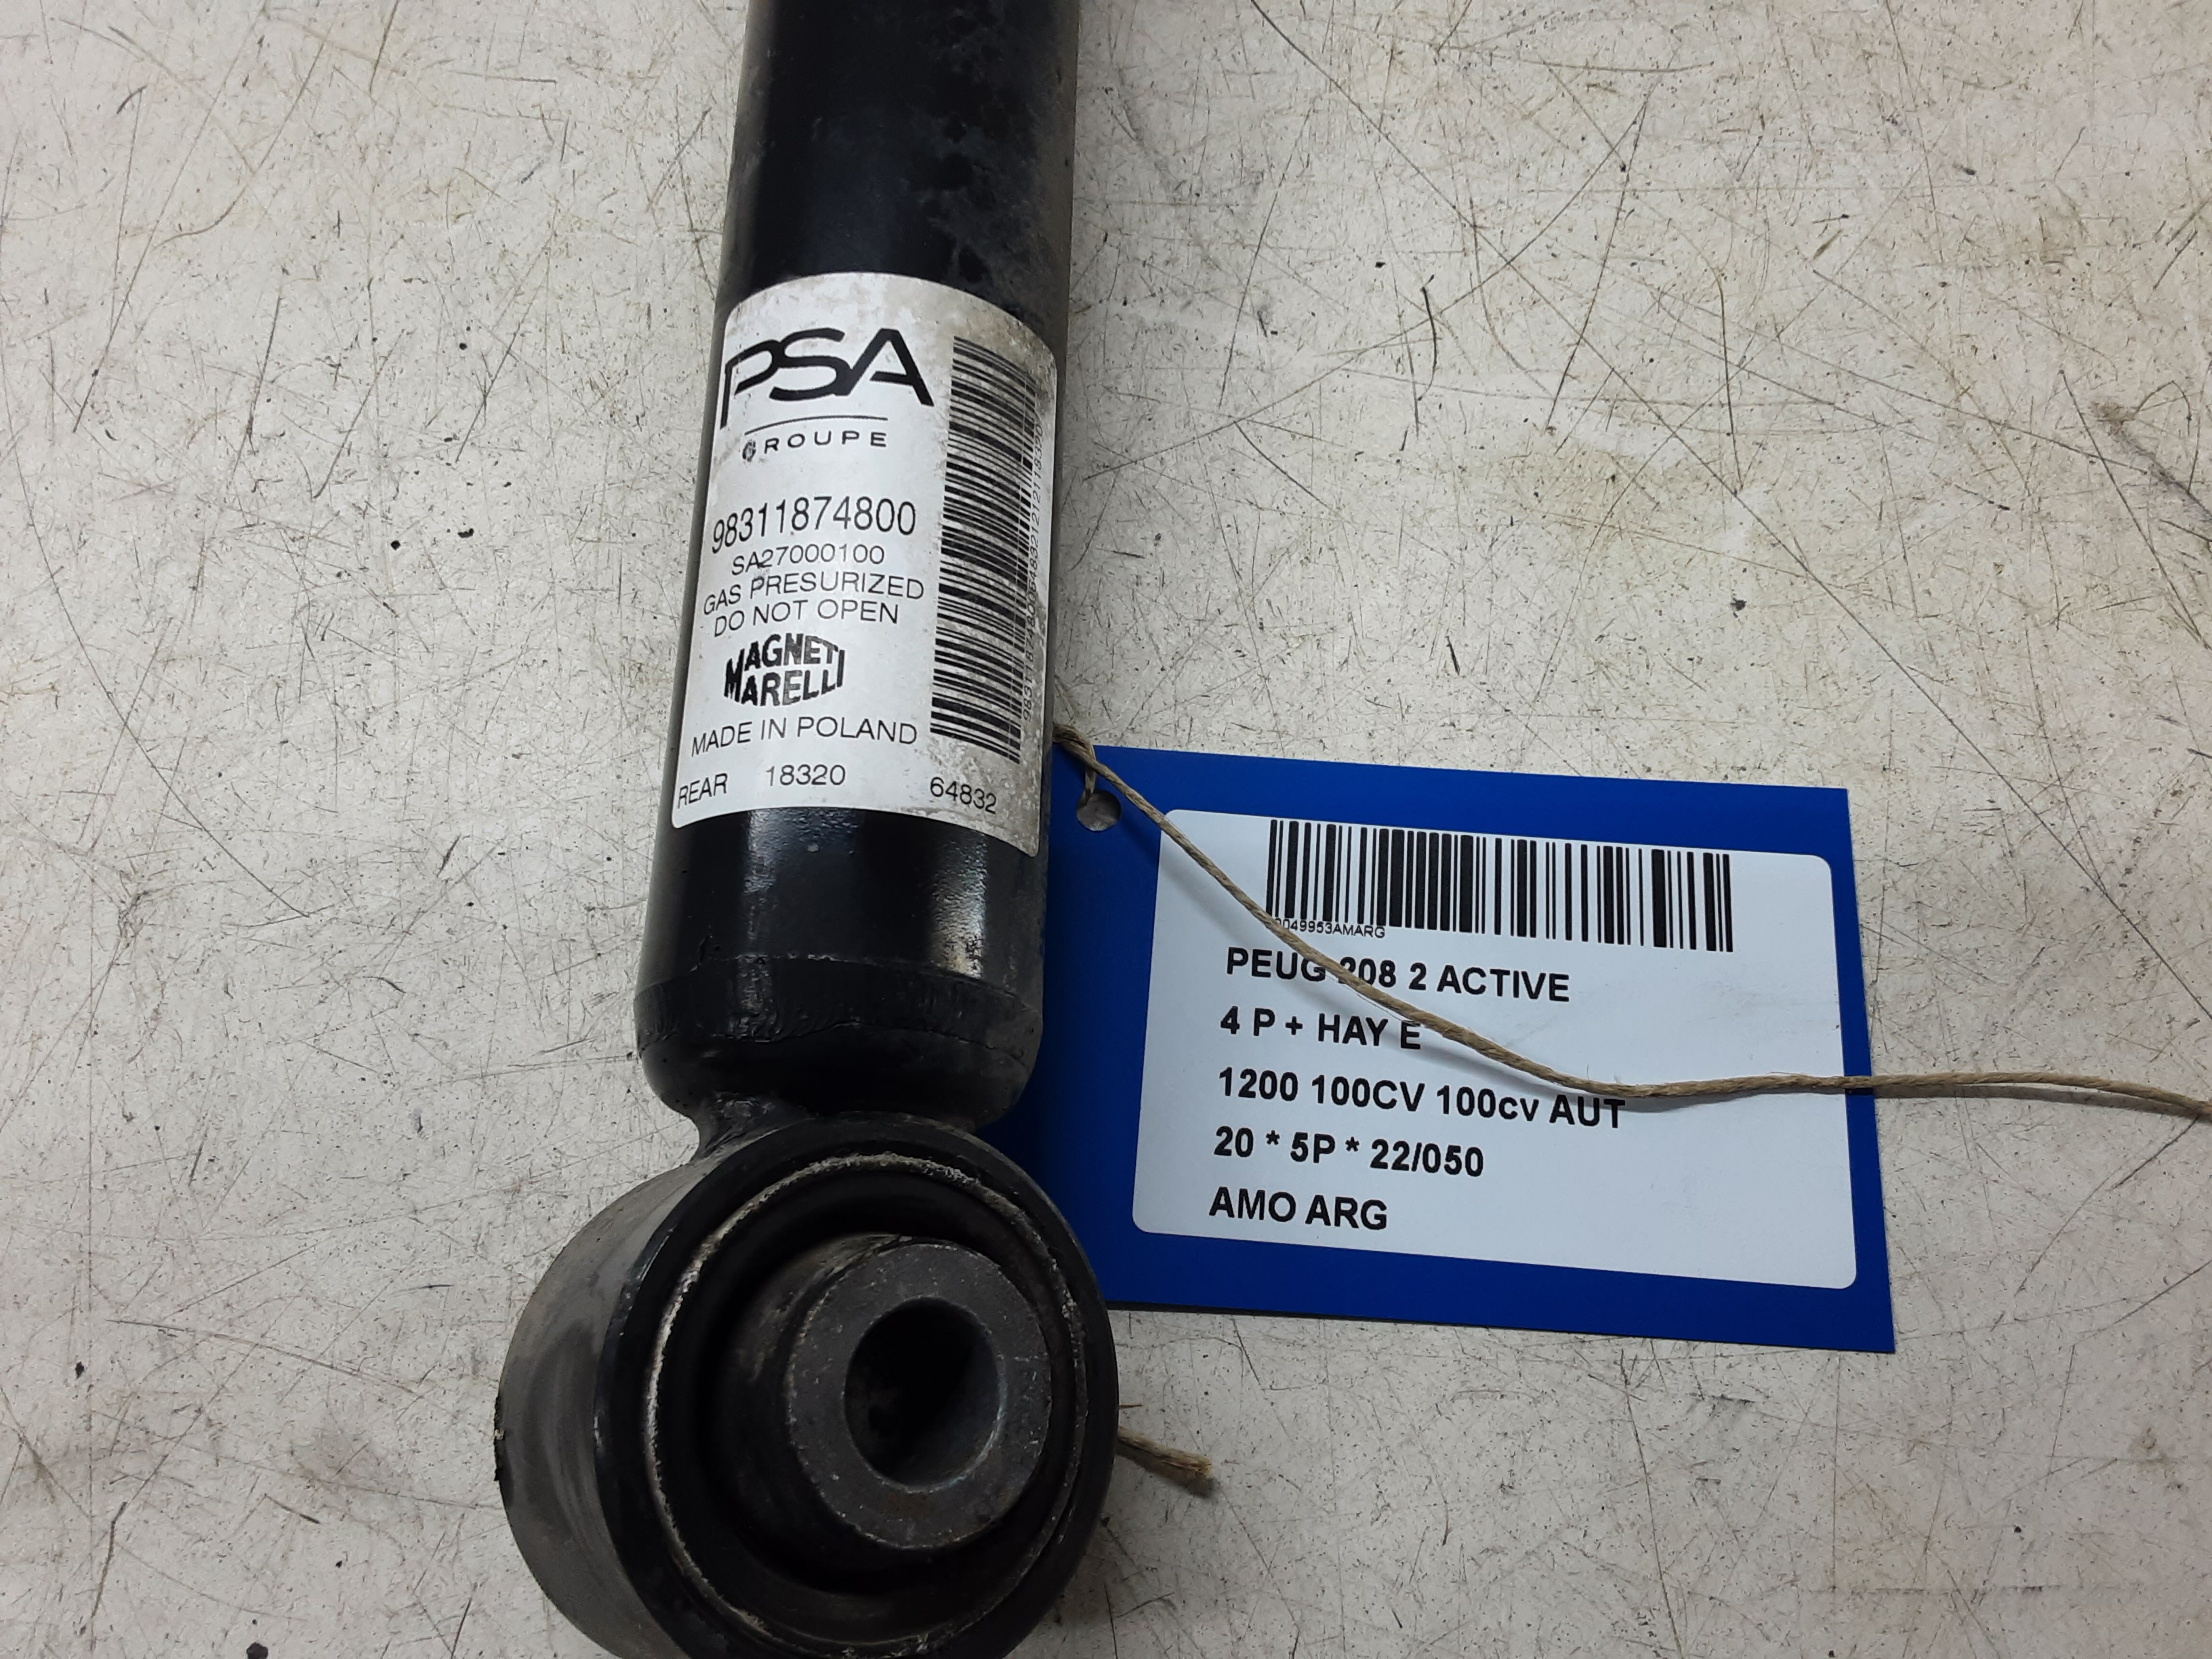 PSA
GROUPE
98311874800
SA27000100
GAS PRESURIZED
DO NOT OPEN
MAGNETI
MARELLI
MADE IN POLAND
REAR 18320 64832
PEUG 208 2 ACTIVE
4 P + HAY E
1200 100CV 100cv AUT
20 * 5P * 22/050
AMO ARG